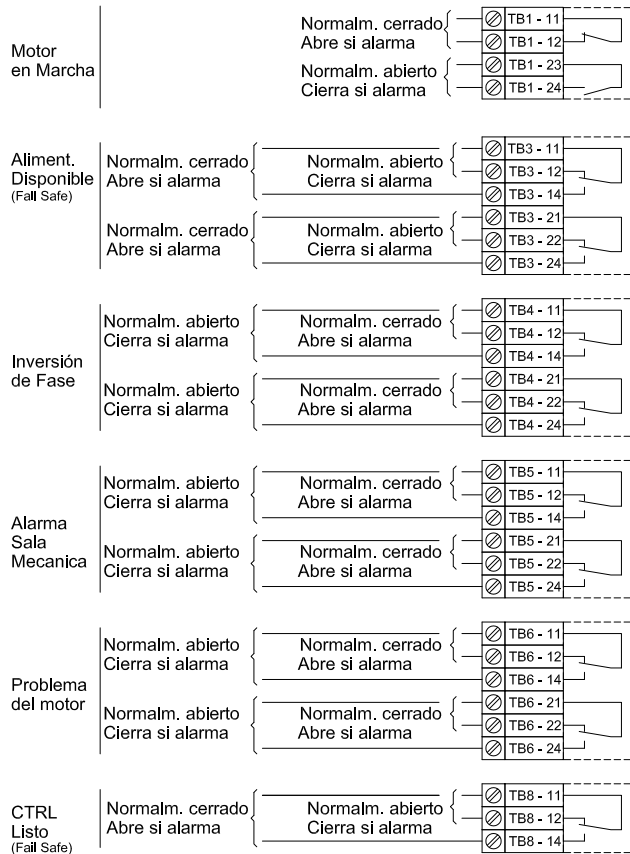 Motor
en Marcha
Normalm. cerrado
Abre si alarma
Normalm. abierto
Cierra si alarma
TB1 - 11
TB1 - 12
TB1 - 23
TB1 - 24
Aliment.
Disponible
(Fall Safe)
Normalm. cerrado
Abre si alarma
Normalm. abierto
Cierra si alarma
Normalm. cerrado
Abre si alarma
Normalm. abierto
Cierra si alarma
TB3 - 11
TB3 - 12
TB3 - 14
TB3 - 21
TB3 - 22
TB3 - 24
Inversión
de Fase
Normalm. abierto
Cierra si alarma
Normalm. cerrado
Abre si alarma
Normalm. abierto
Cierra si alarma
Normalm. cerrado
Abre si alarma
TB4 - 11
TB4 - 12
TB4 - 14
TB4 - 21
TB4 - 22
TB4 - 24
Alarma
Sala
Mecanica
Normalm. abierto
Cierra si alarma
Normalm. cerrado
Abre si alarma
Normalm. abierto
Cierra si alarma
Normalm. cerrado
Abre si alarma
TB5 - 11
TB5 - 12
TB5 - 14
TB5 - 21
TB5 - 22
TB5 - 24
Problema
del motor
Normalm. abierto
Cierra si alarma
Normalm. cerrado
Abre si alarma
Normalm. abierto
Cierra si alarma
Normalm. cerrado
Abre si alarma
TB6 - 11
TB6 - 12
TB6 - 14
TB6 - 21
TB6 - 22
TB6 - 24
CTRL
Listo
(Fall Safe)
Normalm. cerrado
Abre si alarma
Normalm. abierto
Cierra si alarma
TB8 - 11
TB8 - 12
TB8 - 14